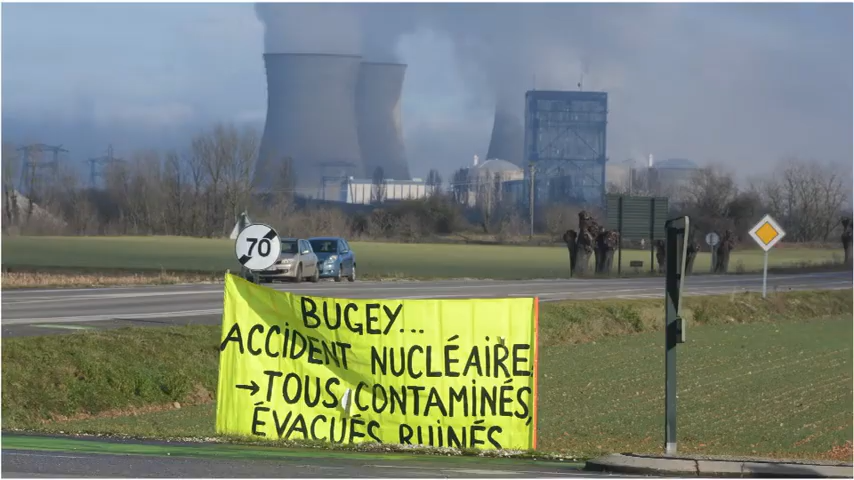 70
BUGEY...
ACCIDENT NUCLÉAIRE
→TOUS CONTAMINÉS,
ÉVACUÉS RUINÉS